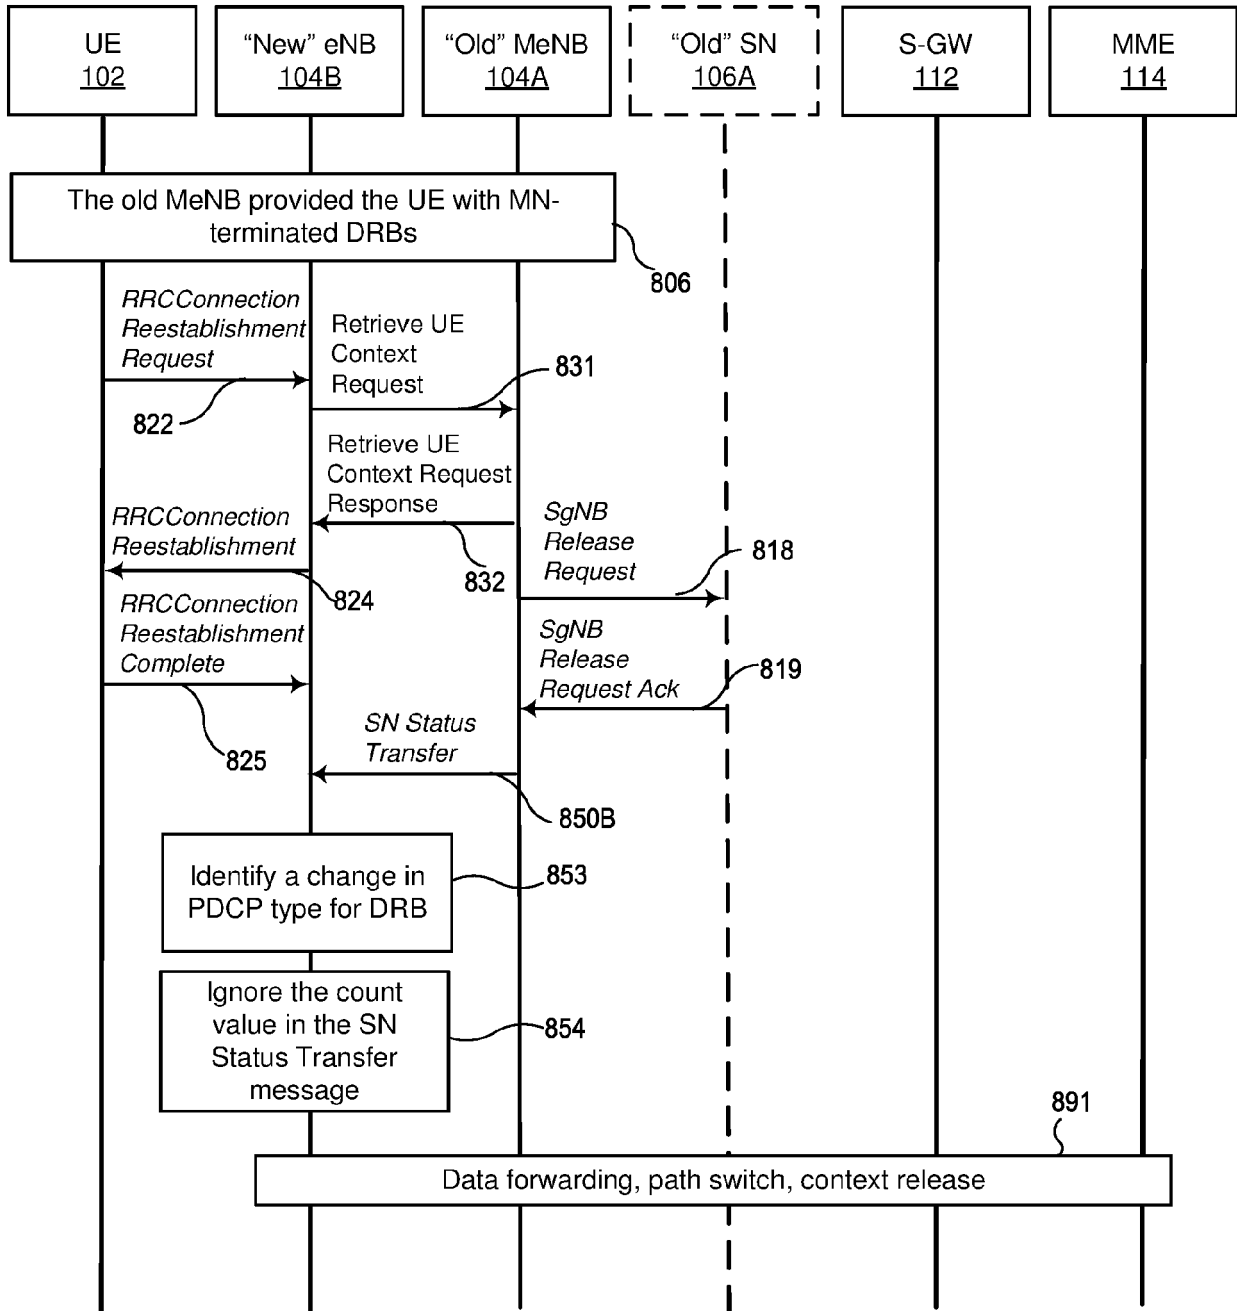 UE
102
“New” eNB
104B
“Old” MeNB
104A
“Old” SN
106A
S-GW
112
MME
114
The old MeNB provided the UE with MN-
terminated DRBs
806
RRCConnection
Reestablishment
Request
822
Retrieve UE
Context
Request
831
Retrieve UE
Context Request
Response
832
RRCConnection
Reestablishment
824
SgNB
Release
Request
818
RRCConnection
Reestablishment
Complete
825
SgNB
Release
Request Ack
819
SN Status
Transfer
850B
Identify a change in
PDCP type for DRB
853
Ignore the count
value in the SN
Status Transfer
message
854
891
Data forwarding, path switch, context release